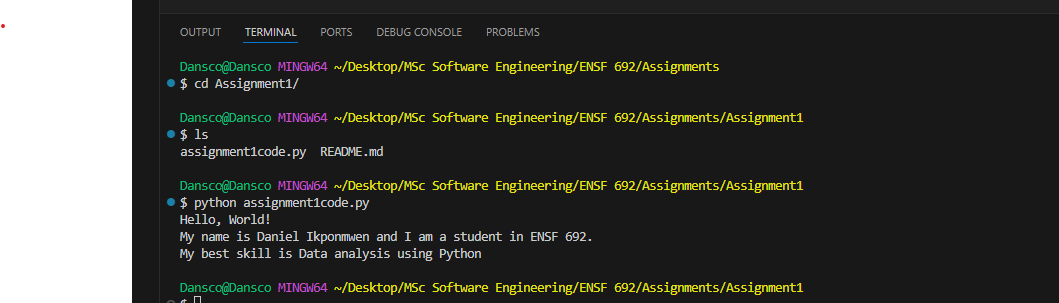 OUTPUT TERMINAL PORTS DEBUG CONSOLE PROBLEMS
Dansco@Dansco MINGW64 ~/Desktop/MSc Software Engineering/ENSF 692/Assignments
$ cd Assignment1/
Dansco@Dansco MINGW64 ~/Desktop/MSc Software Engineering/ENSF 692/Assignments/Assignment1
$ ls
assignment1code.py  README.md
Dansco@Dansco MINGW64 ~/Desktop/MSc Software Engineering/ENSF 692/Assignments/Assignment1
$ python assignment1code.py
Hello, World!
My name is Daniel Ikponmwen and I am a student in ENSF 692.
My best skill is Data analysis using Python
Dansco@Dansco MINGW64 ~/Desktop/MSc Software Engineering/ENSF 692/Assignments/Assignment1
$